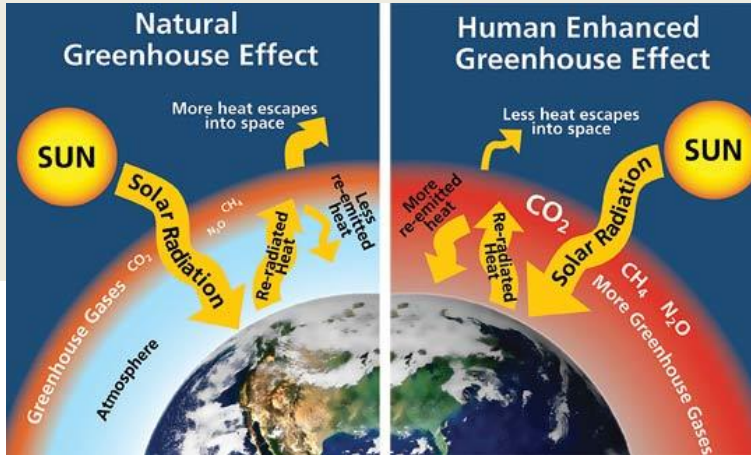 Natural
Greenhouse Effect
More heat escapes
into space
SUN
Solar Radiation
Re-radiated
Heat
Less
re-emitted
heat
CH₄
N₂O
CO₂
Greenhouse Gases
Atmosphere
Human Enhanced
Greenhouse Effect
Less heat escapes
into space
SUN
Solar Radiation
More
re-emitted
heat
Re-radiated
Heat
CO₂
CH₄ N₂O
More Greenhouse Gases